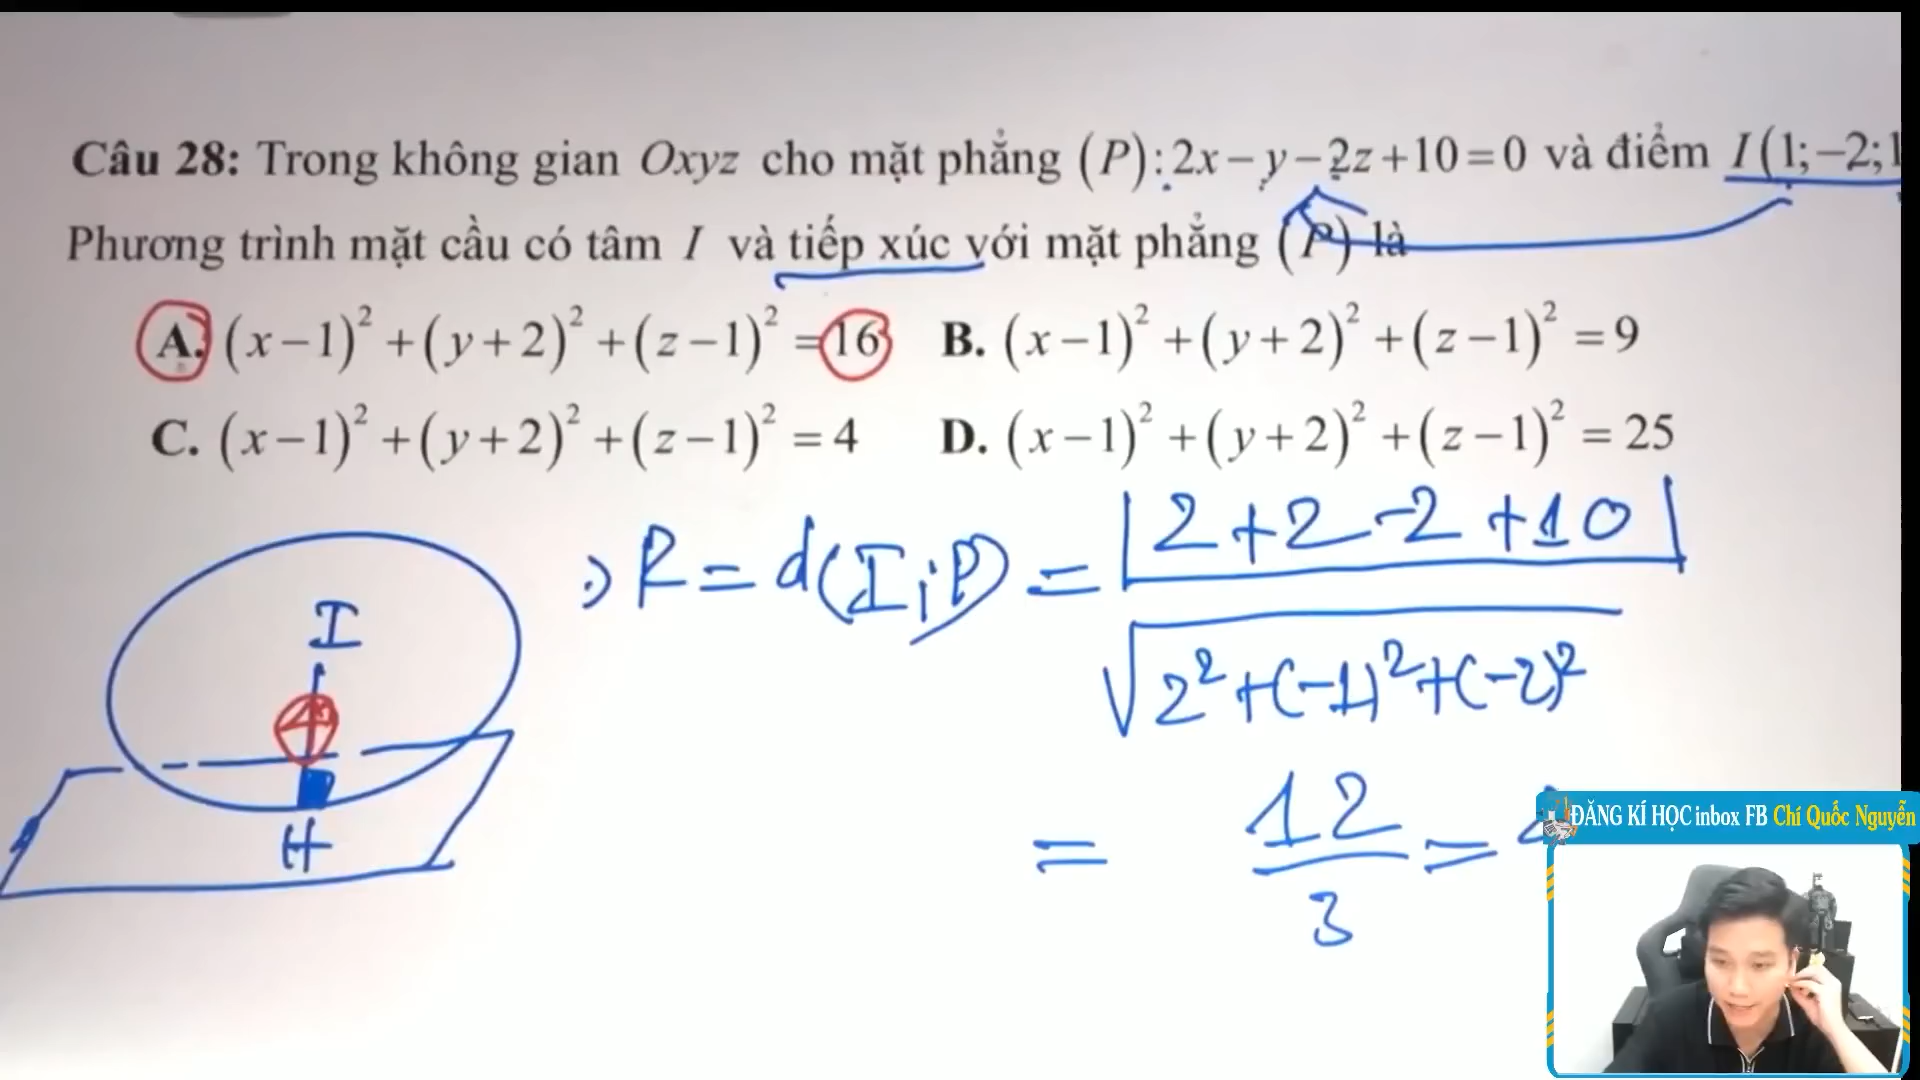 Câu 28: Trong không gian Oxyz cho mặt phẳng (P): 2x − y − 2z + 10 = 0 và điểm I(1; −2; 1
Phương trình mặt cầu có tâm I và tiếp xúc với mặt phẳng (P) là
A. (x − 1)² + (y + 2)² + (z − 1)² = 16 B. (x − 1)² + (y + 2)² + (z − 1)² = 9
C. (x − 1)² + (y + 2)² + (z − 1)² = 4 D. (x − 1)² + (y + 2)² + (z − 1)² = 25
R = d(I; P) = |2 + 2 − 2 + 10|
√2² + (−1)² + (−2)²
I
4
H
= 12/3 = 4
ĐĂNG KÍ HỌC inbox FB Chí Quốc Nguyễn